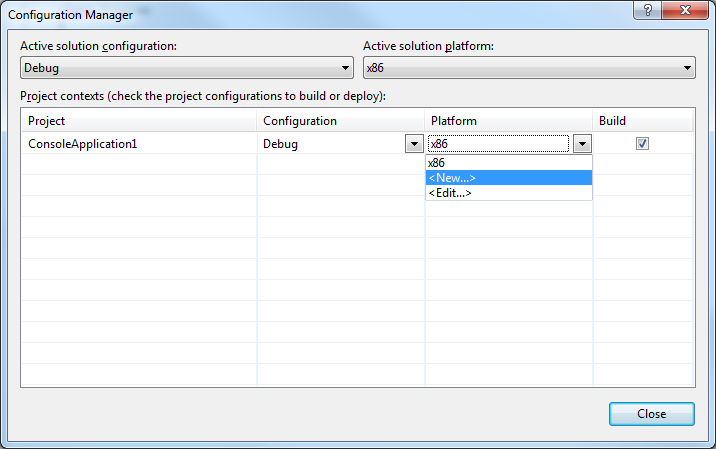 Configuration Manager
Active solution configuration: Active solution platform:
Debug x86
Project contexts (check the project configurations to build or deploy):
Project Configuration Platform Build
ConsoleApplication1 Debug x86
x86
<New...>
<Edit...>
Close